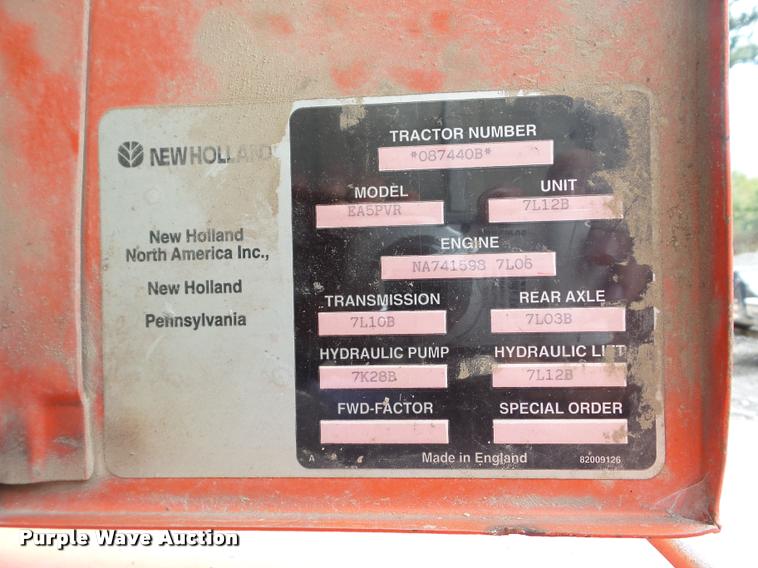 NEW HOLLAND
New Holland
North America Inc.,
New Holland
Pennsylvania
TRACTOR NUMBER
*087440B*
MODEL UNIT
EA5PVR 7L12B
ENGINE
NA741598 7L06
TRANSMISSION REAR AXLE
7L10B 7L03B
HYDRAULIC PUMP HYDRAULIC LIFT
7K28B 7L12B
FWD-FACTOR SPECIAL ORDER
A Made in England 82009126
Purple Wave Auction